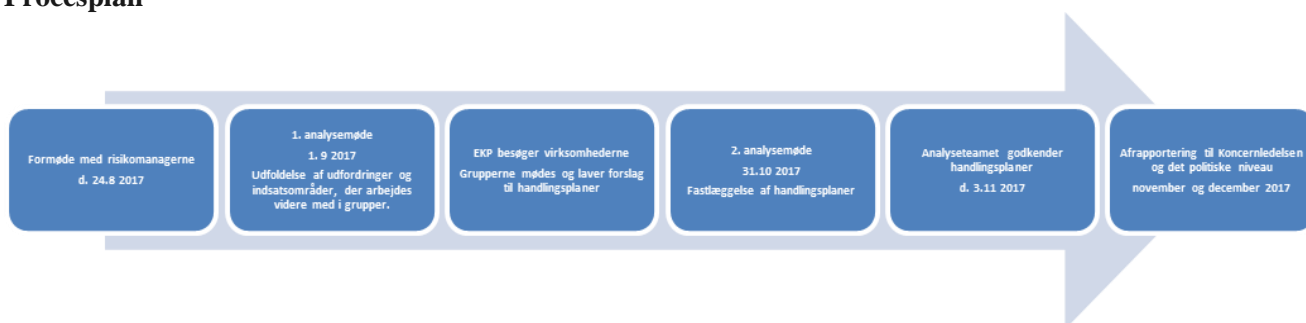 Procesplan
Formøde med risikomanagerne
d. 24.8 2017
1. analysemøde
1. 9 2017
Udfoldelse af udfordringer og
indsatsområder, der arbejdes
videre med i grupper.
EKP besøger virksomhederne
Grupperne mødes og laver forslag
til handlingsplaner
2. analysemøde
31.10 2017
Fastlæggelse af handlingsplaner
Analyseteamet godkender
handlingsplaner
d. 3.11 2017
Afrapportering til Koncernledelsen
og det politiske niveau
november og december 2017